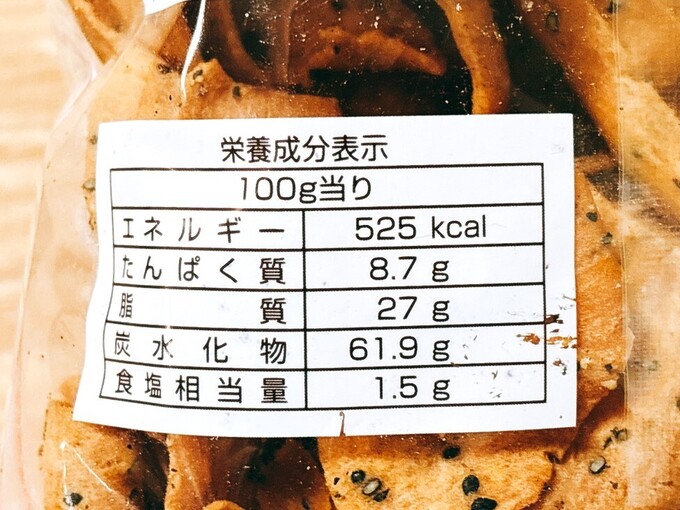 栄養成分表示
100g当り
エネルギー 525 kcal
たんぱく質 8.7 g
脂質 27 g
炭水化物 61.9 g
食塩相当量 1.5 g